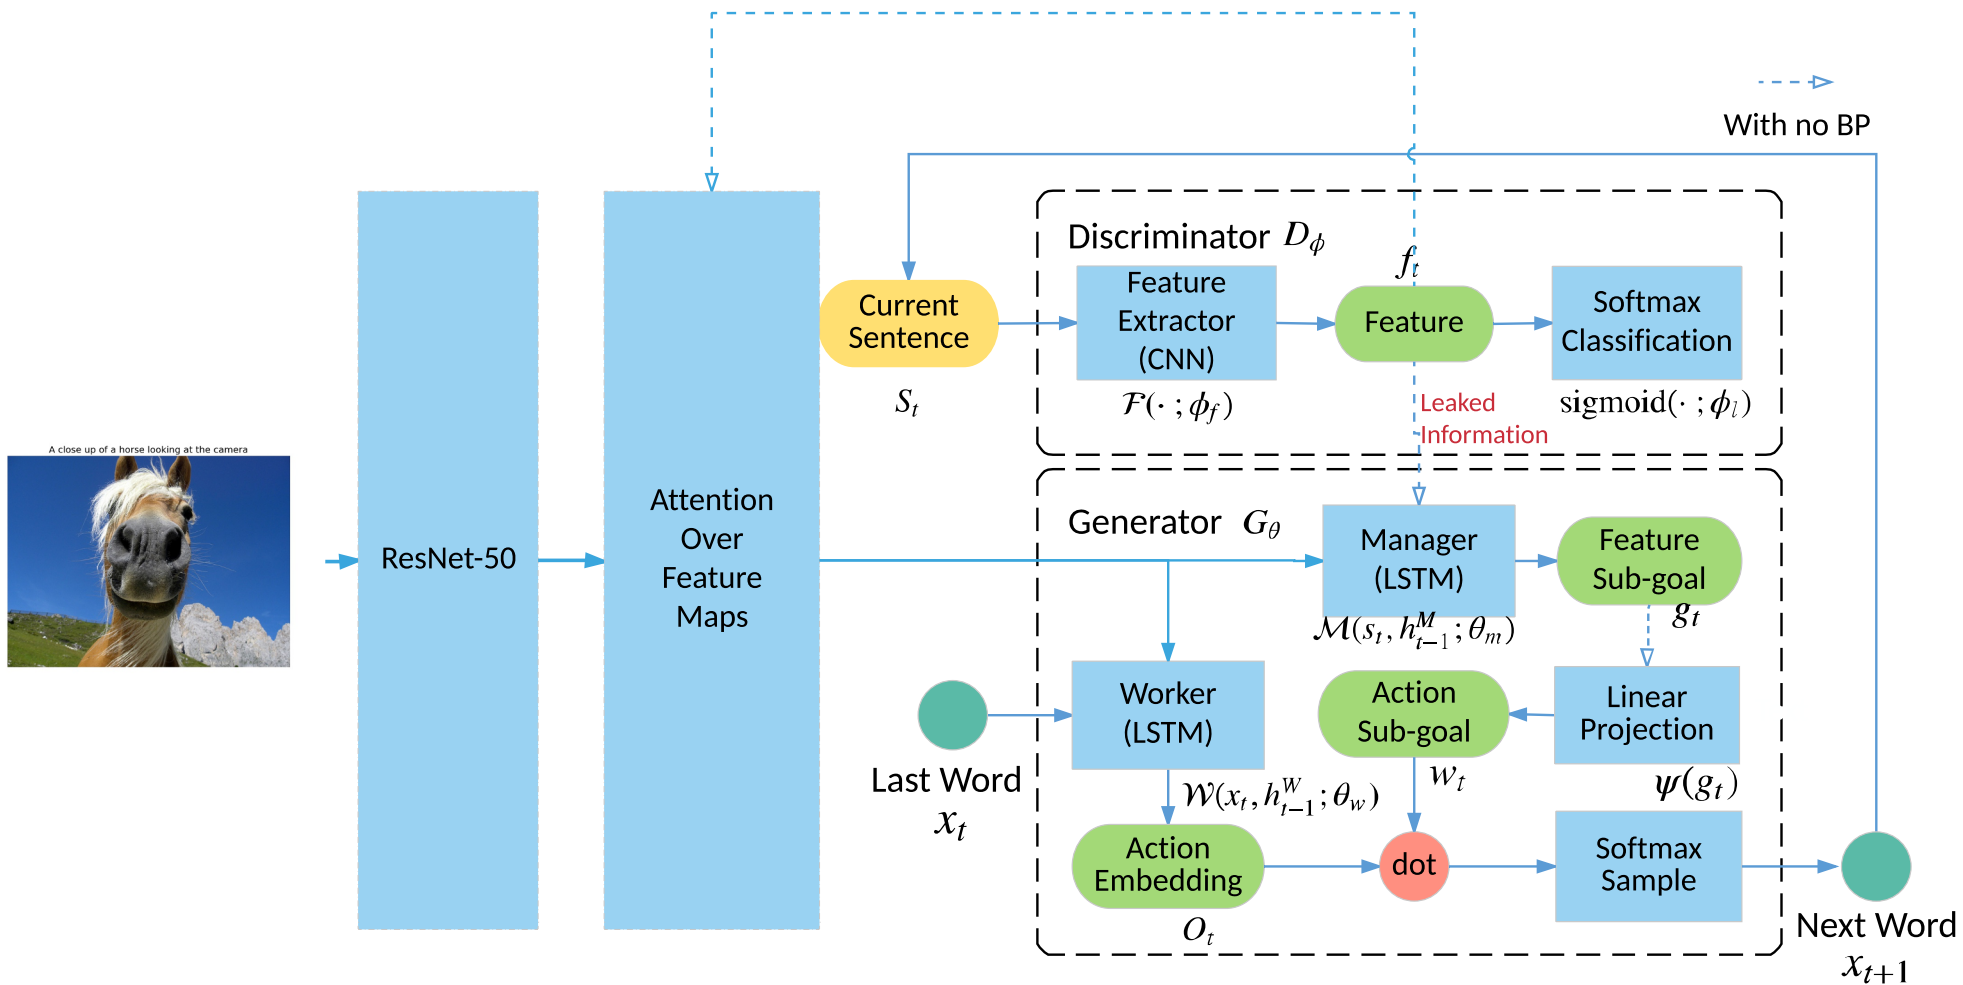 With no BP
Discriminator D_ϕ
f_t
Current
Sentence
S_t
Feature
Extractor
(CNN)
ℱ(· ; ϕ_f)
Feature
Softmax
Classification
sigmoid(· ; ϕ_l)
Leaked
Information
A close up of a horse looking at the camera
ResNet-50
Attention
Over
Feature
Maps
Generator G_θ
Manager
(LSTM)
ℳ(s_t, h_{t−1}^M; θ_m)
Feature
Sub-goal
g_t
Worker
(LSTM)
𝒲(x_t, h_{t−1}^W; θ_w)
Action
Sub-goal
w_t
Linear
Projection
ψ(g_t)
Last Word
x_t
Action
Embedding
O_t
dot
Softmax
Sample
Next Word
x_{t+1}